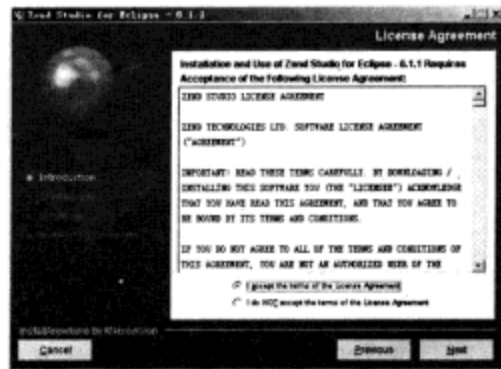 Zend Studio for Eclipse - 6.1.1
License Agreement
Installation and Use of Zend Studio for Eclipse - 6.1.1 Requires
Acceptance of the Following License Agreement:
ZEND STUDIO LICENSE AGREEMENT
ZEND TECHNOLOGIES LTD. SOFTWARE LICENSE AGREEMENT
("AGREEMENT")
IMPORTANT: READ THESE TERMS CAREFULLY. BY DOWNLOADING /
INSTALLING THIS SOFTWARE YOU (THE "LICENSEE") ACKNOWLEDGE
THAT YOU HAVE READ THIS AGREEMENT, AND THAT YOU AGREE TO
BE BOUND BY ITS TERMS AND CONDITIONS.
IF YOU DO NOT AGREE TO ALL OF THE TERMS AND CONDITIONS OF
THIS AGREEMENT, YOU ARE NOT AN AUTHORIZED USER OF THE
Introduction
I accept the terms of the License Agreement
I do NOT accept the terms of the License Agreement
InstallAnywhere by
Cancel
Previous
Next